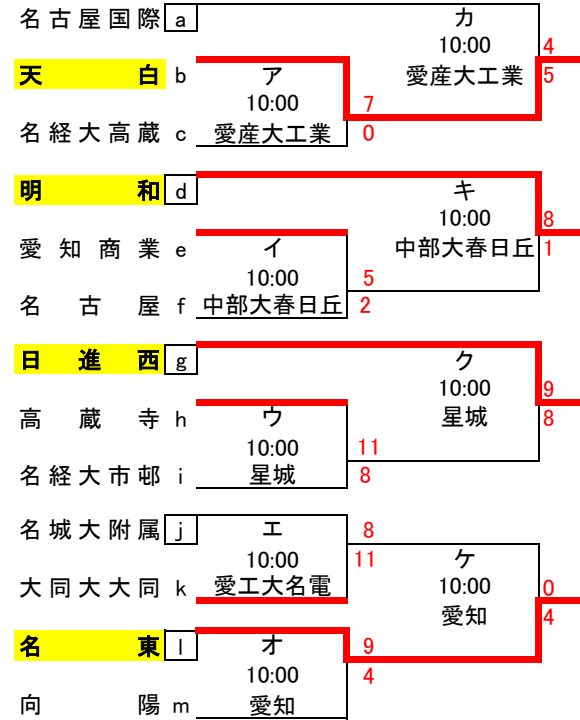 名古屋国際 a カ
10:00 4
天白 b ア 愛産大工業 5
10:00 7
名経大高蔵 c 愛産大工業 0
明和 d キ
10:00 8
愛知商業 e イ 中部大春日丘 1
10:00 5
名古屋 f 中部大春日丘 2
日進西 g ク
10:00 9
高蔵寺 h ウ 星城 8
10:00 11
名経大市邨 i 星城 8
名城大附属 j エ 8
10:00 11 ケ
大同大大同 k 愛工大名電 10:00 0
愛知 4
名東 l オ 9
10:00 4
向陽 m 愛知